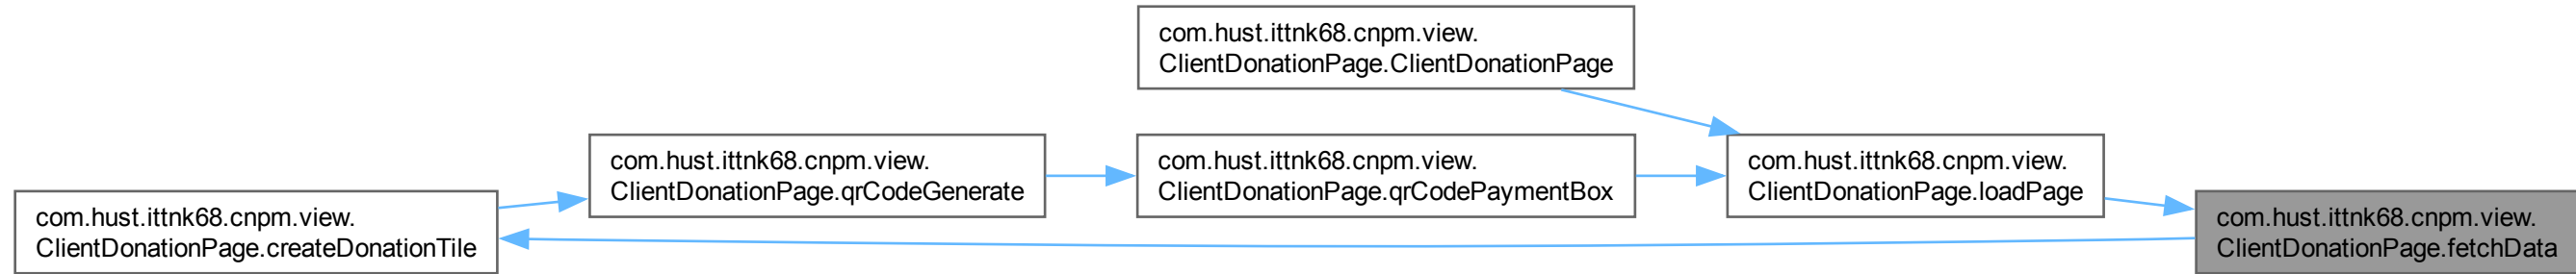 com.hust.ittnk68.cnpm.view.
ClientDonationPage.ClientDonationPage
com.hust.ittnk68.cnpm.view.
ClientDonationPage.createDonationTile
com.hust.ittnk68.cnpm.view.
ClientDonationPage.qrCodeGenerate
com.hust.ittnk68.cnpm.view.
ClientDonationPage.qrCodePaymentBox
com.hust.ittnk68.cnpm.view.
ClientDonationPage.loadPage
com.hust.ittnk68.cnpm.view.
ClientDonationPage.fetchData